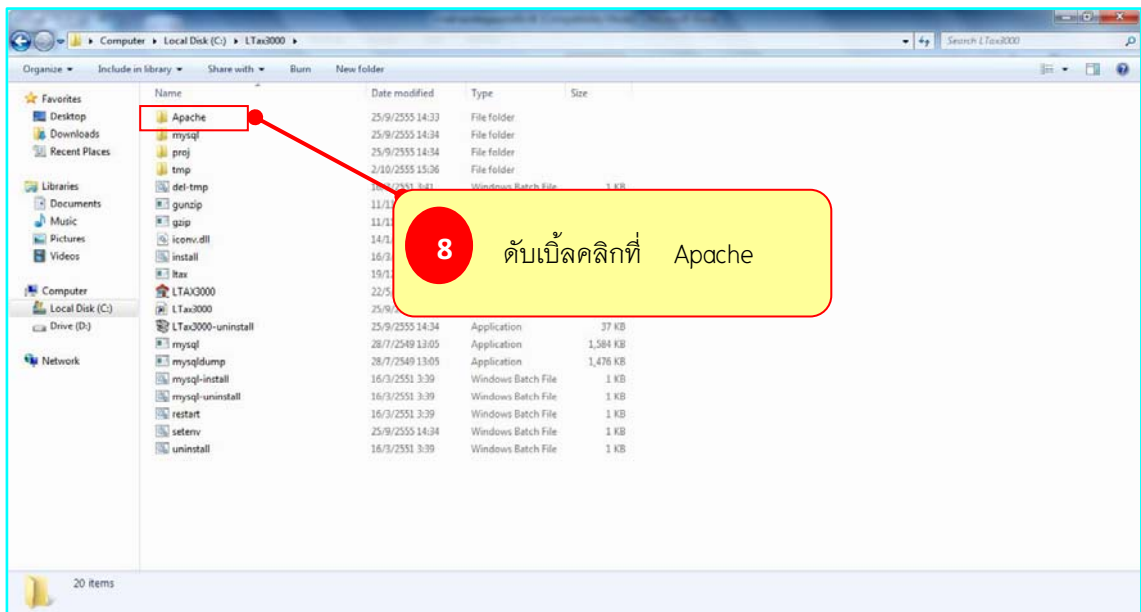 Computer ▸ Local Disk (C:) ▸ LTax3000 ▸
Search LTax3000
Organize Include in library Share with Burn New folder
Favorites
Desktop
Downloads
Recent Places
Libraries
Documents
Music
Pictures
Videos
Computer
Local Disk (C:)
Drive (D:)
Network
Name Date modified Type Size
Apache 25/9/2555 14:33 File folder
mysql 25/9/2555 14:34 File folder
proj 25/9/2555 14:34 File folder
tmp 2/10/2555 15:36 File folder
del-tmp Windows Batch File 1 KB
gunzip
gzip
iconv.dll
install
ltax
LTAX3000
LTax3000
LTax3000-uninstall 25/9/2555 14:34 Application 37 KB
mysql 28/7/2549 13:05 Application 1,584 KB
mysqldump 28/7/2549 13:05 Application 1,476 KB
mysql-install 16/3/2551 3:39 Windows Batch File 1 KB
mysql-uninstall 16/3/2551 3:39 Windows Batch File 1 KB
restart 16/3/2551 3:39 Windows Batch File 1 KB
setenv 25/9/2555 14:34 Windows Batch File 1 KB
uninstall 16/3/2551 3:39 Windows Batch File 1 KB
8 ดับเบิ้ลคลิกที่ Apache
20 items